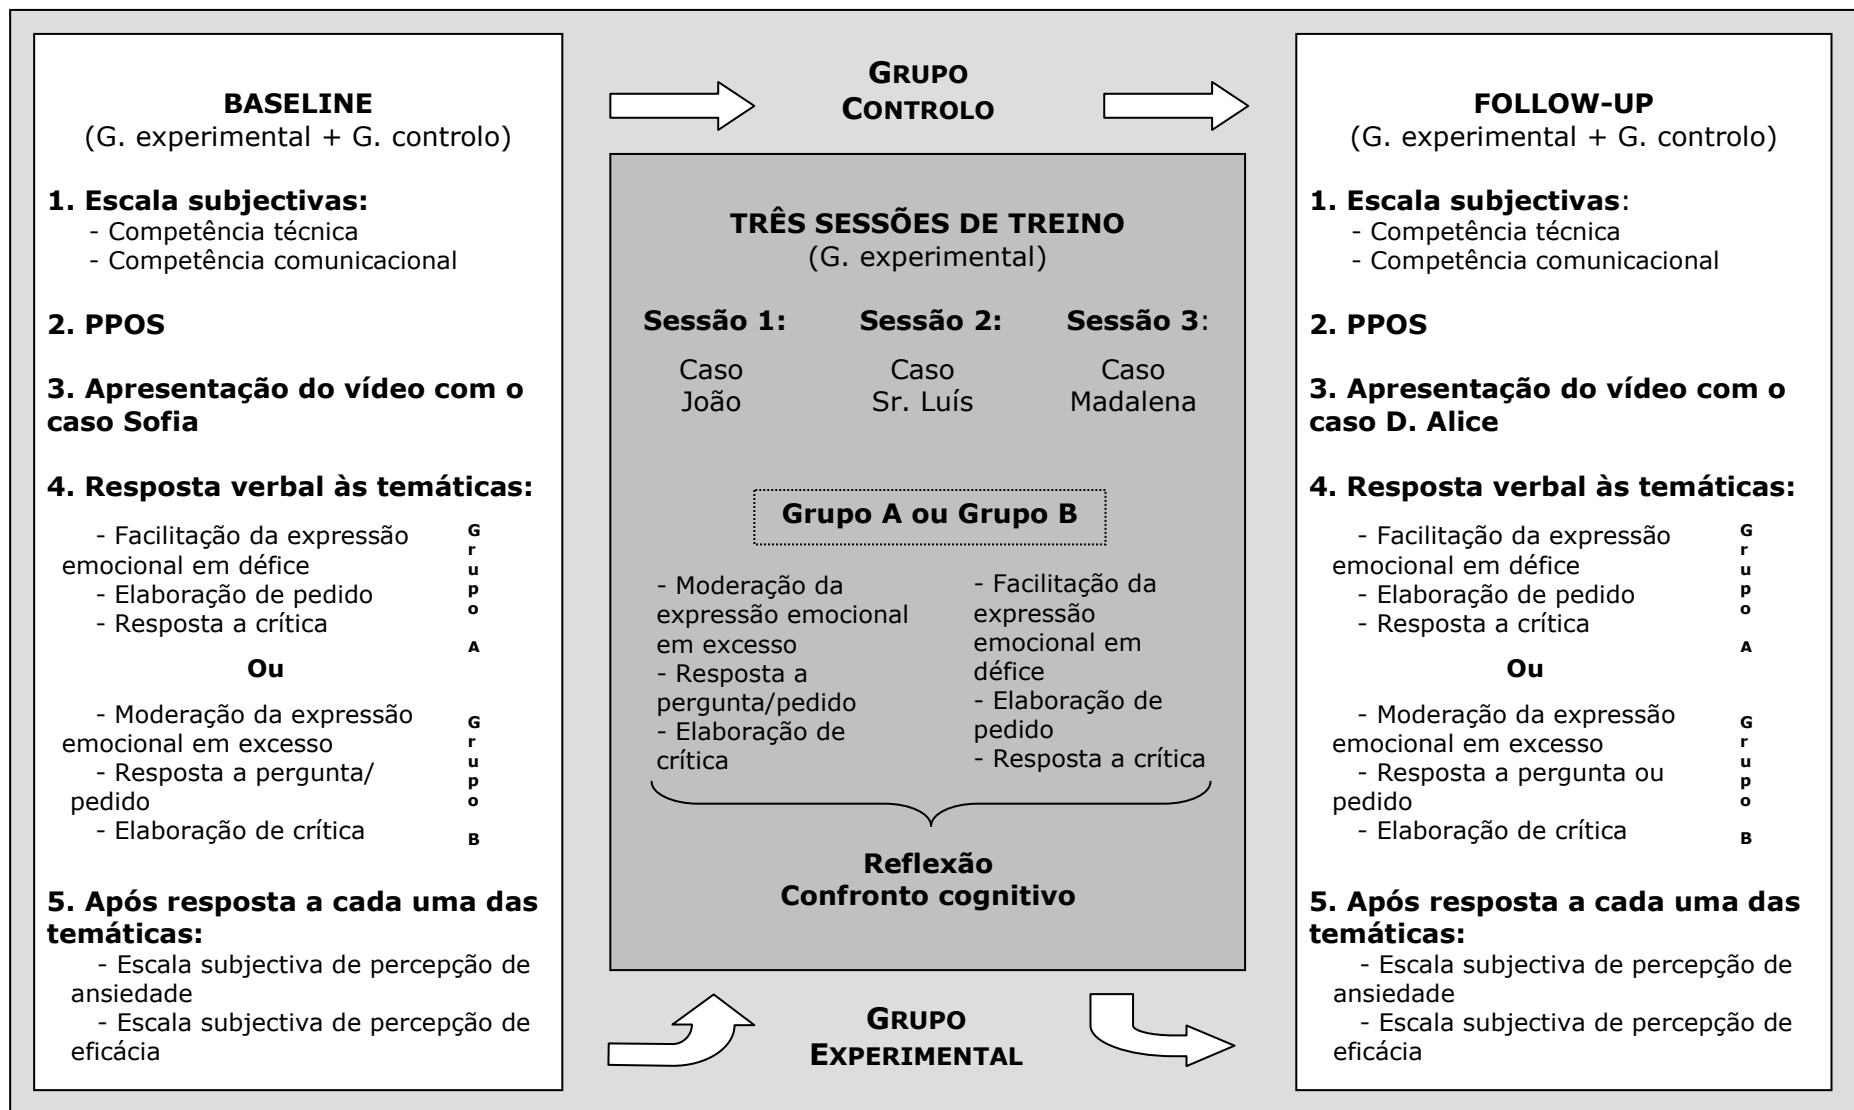 BASELINE
(G. experimental + G. controlo)
1. Escala subjectivas:
- Competência técnica
- Competência comunicacional
2. PPOS
3. Apresentação do vídeo com o
caso Sofia
4. Resposta verbal às temáticas:
- Facilitação da expressão
emocional em défice
- Elaboração de pedido
- Resposta a crítica
Grupo A
Ou
- Moderação da expressão
emocional em excesso
- Resposta a pergunta/
pedido
- Elaboração de crítica
Grupo B
5. Após resposta a cada uma das
temáticas:
- Escala subjectiva de percepção de
ansiedade
- Escala subjectiva de percepção de
eficácia
GRUPO
CONTROLO
TRÊS SESSÕES DE TREINO
(G. experimental)
Sessão 1:
Caso
João
Sessão 2:
Caso
Sr. Luís
Sessão 3:
Caso
Madalena
Grupo A ou Grupo B
- Moderação da
expressão emocional
em excesso
- Resposta a
pergunta/pedido
- Elaboração de
crítica
- Facilitação da
expressão
emocional em
défice
- Elaboração de
pedido
- Resposta a crítica
Reflexão
Confronto cognitivo
GRUPO
EXPERIMENTAL
FOLLOW-UP
(G. experimental + G. controlo)
1. Escala subjectivas:
- Competência técnica
- Competência comunicacional
2. PPOS
3. Apresentação do vídeo com o
caso D. Alice
4. Resposta verbal às temáticas:
- Facilitação da expressão
emocional em défice
- Elaboração de pedido
- Resposta a crítica
Grupo A
Ou
- Moderação da expressão
emocional em excesso
- Resposta a pergunta ou
pedido
- Elaboração de crítica
Grupo B
5. Após resposta a cada uma das
temáticas:
- Escala subjectiva de percepção de
ansiedade
- Escala subjectiva de percepção de
eficácia